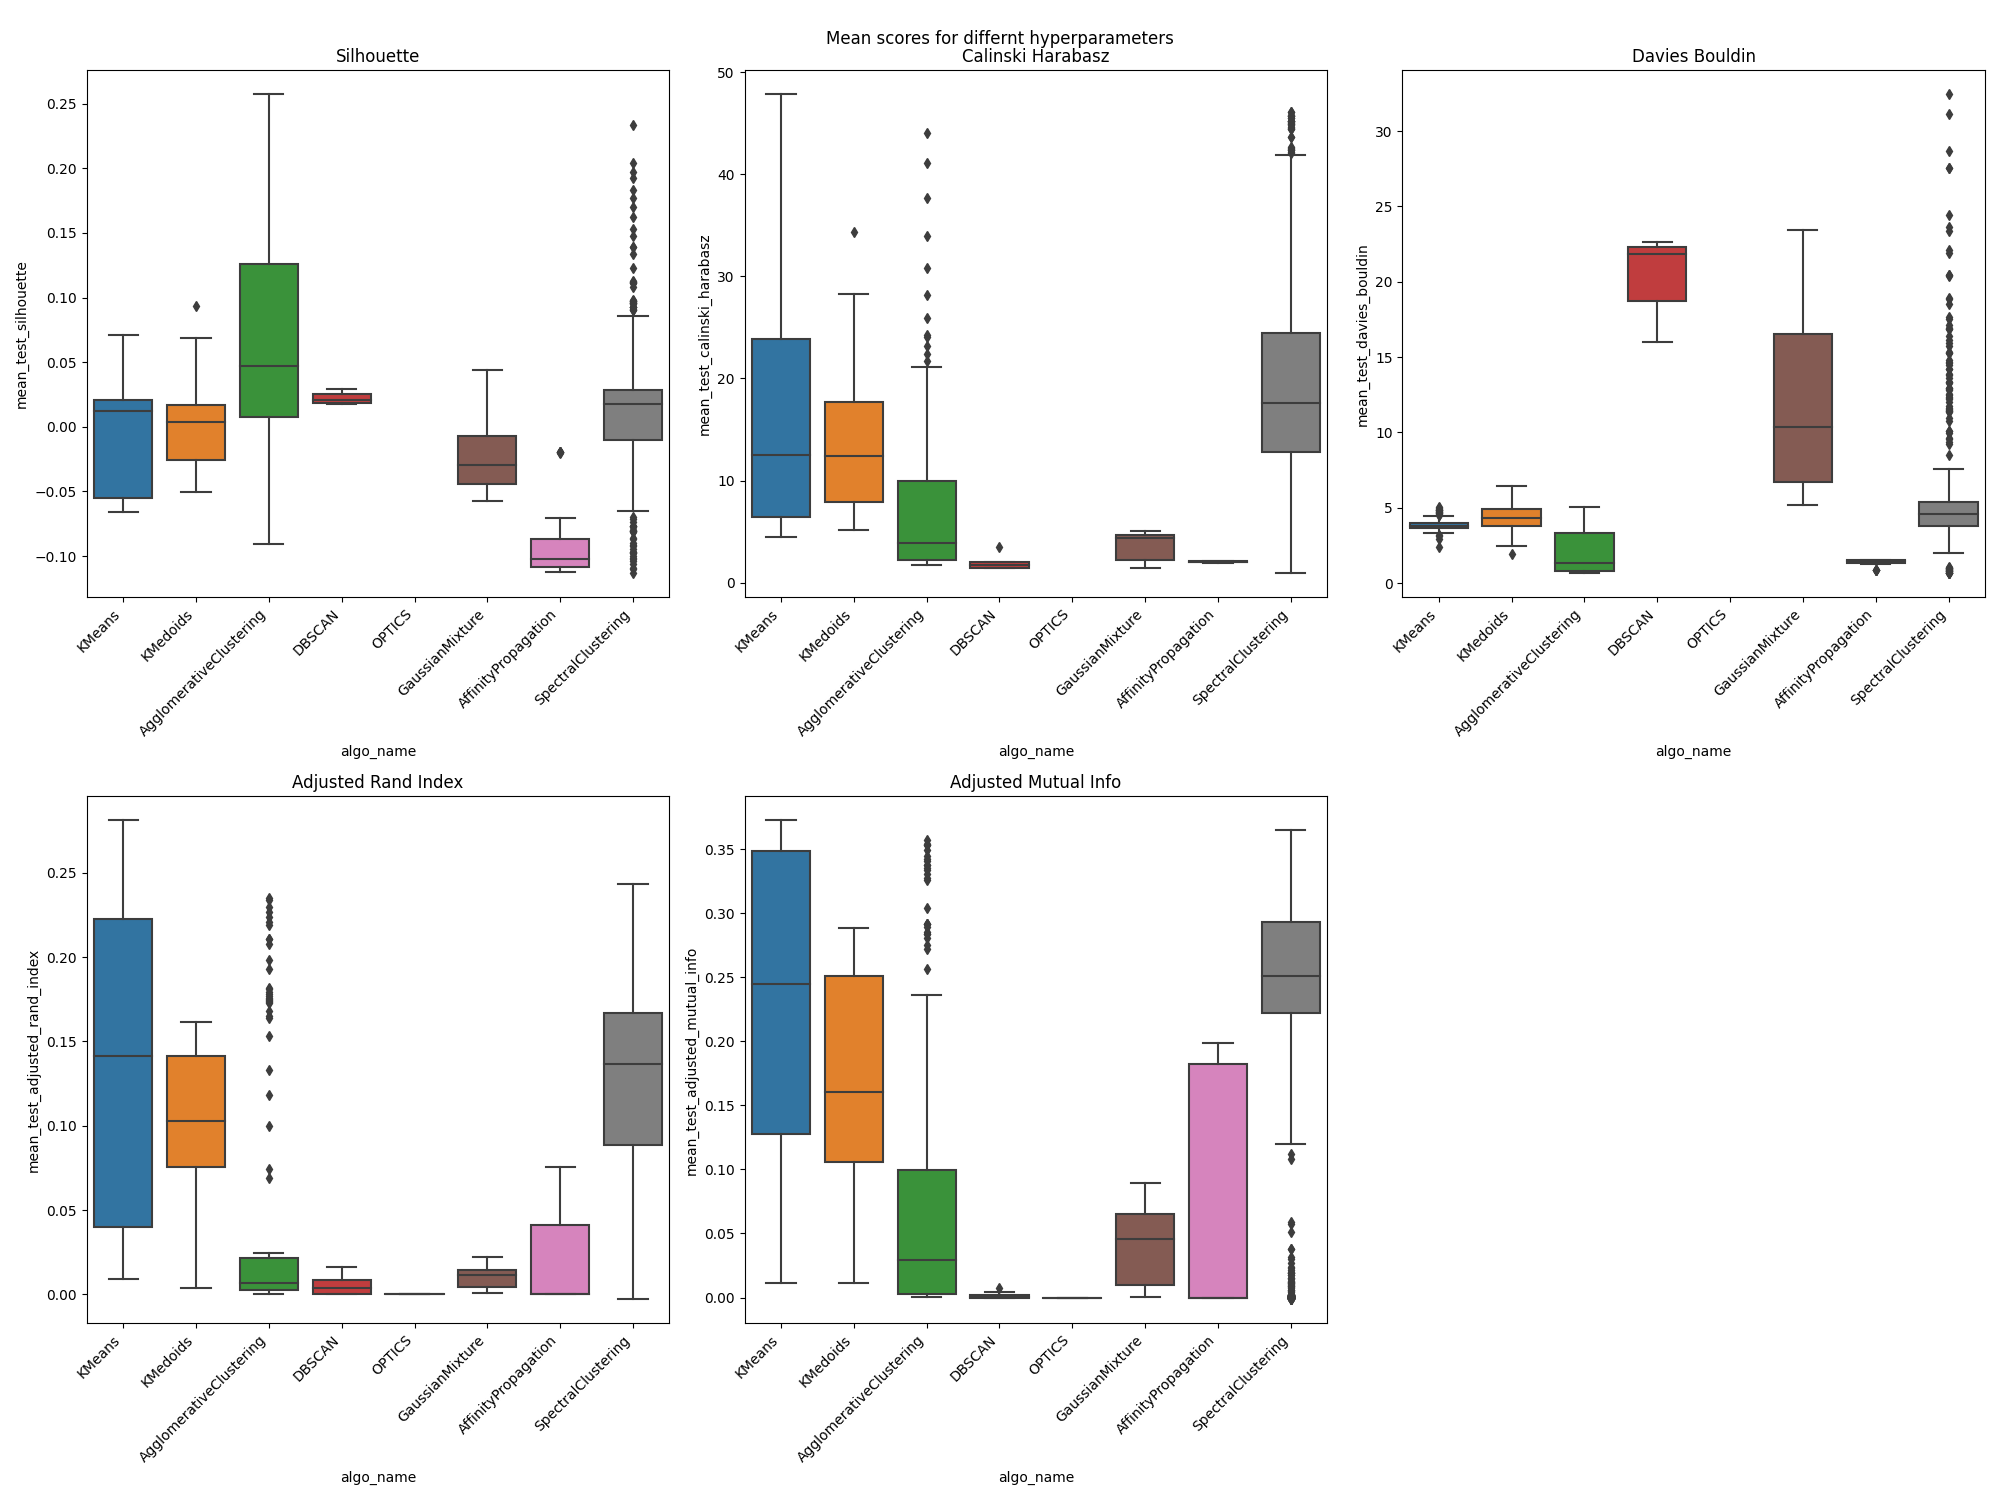 Mean scores for differnt hyperparameters
Silhouette
mean_test_silhouette
0.25
0.20
0.15
0.10
0.05
0.00
−0.05
−0.10
KMeans
KMedoids
AgglomerativeClustering
DBSCAN
OPTICS
GaussianMixture
AffinityPropagation
SpectralClustering
algo_name
Calinski Harabasz
mean_test_calinski_harabasz
50
40
30
20
10
0
KMeans
KMedoids
AgglomerativeClustering
DBSCAN
OPTICS
GaussianMixture
AffinityPropagation
SpectralClustering
algo_name
Davies Bouldin
mean_test_davies_bouldin
30
25
20
15
10
5
0
KMeans
KMedoids
AgglomerativeClustering
DBSCAN
OPTICS
GaussianMixture
AffinityPropagation
SpectralClustering
algo_name
Adjusted Rand Index
mean_test_adjusted_rand_index
0.25
0.20
0.15
0.10
0.05
0.00
KMeans
KMedoids
AgglomerativeClustering
DBSCAN
OPTICS
GaussianMixture
AffinityPropagation
SpectralClustering
algo_name
Adjusted Mutual Info
mean_test_adjusted_mutual_info
0.35
0.30
0.25
0.20
0.15
0.10
0.05
0.00
KMeans
KMedoids
AgglomerativeClustering
DBSCAN
OPTICS
GaussianMixture
AffinityPropagation
SpectralClustering
algo_name